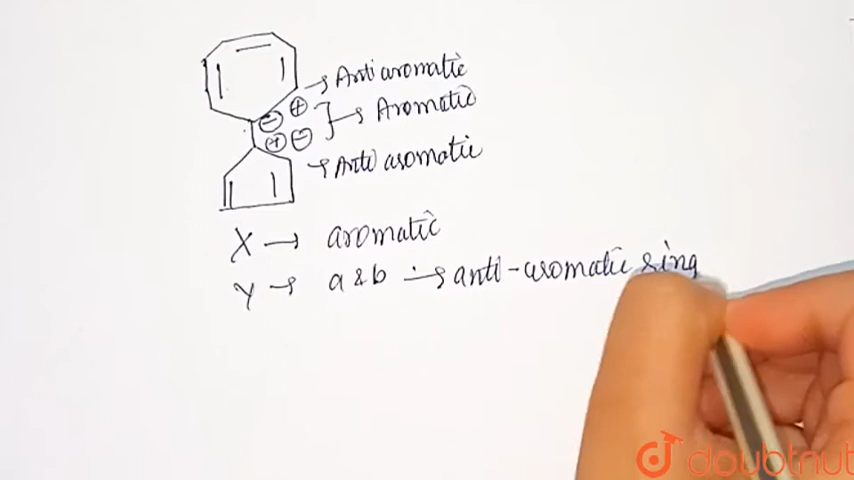 → Anti aromatic
⊖ ⊕
} → Aromatic
⊕ ⊖
→ Anti aromatic
X → aromatic
Y → a & b → anti-aromatic ring
doubtnut